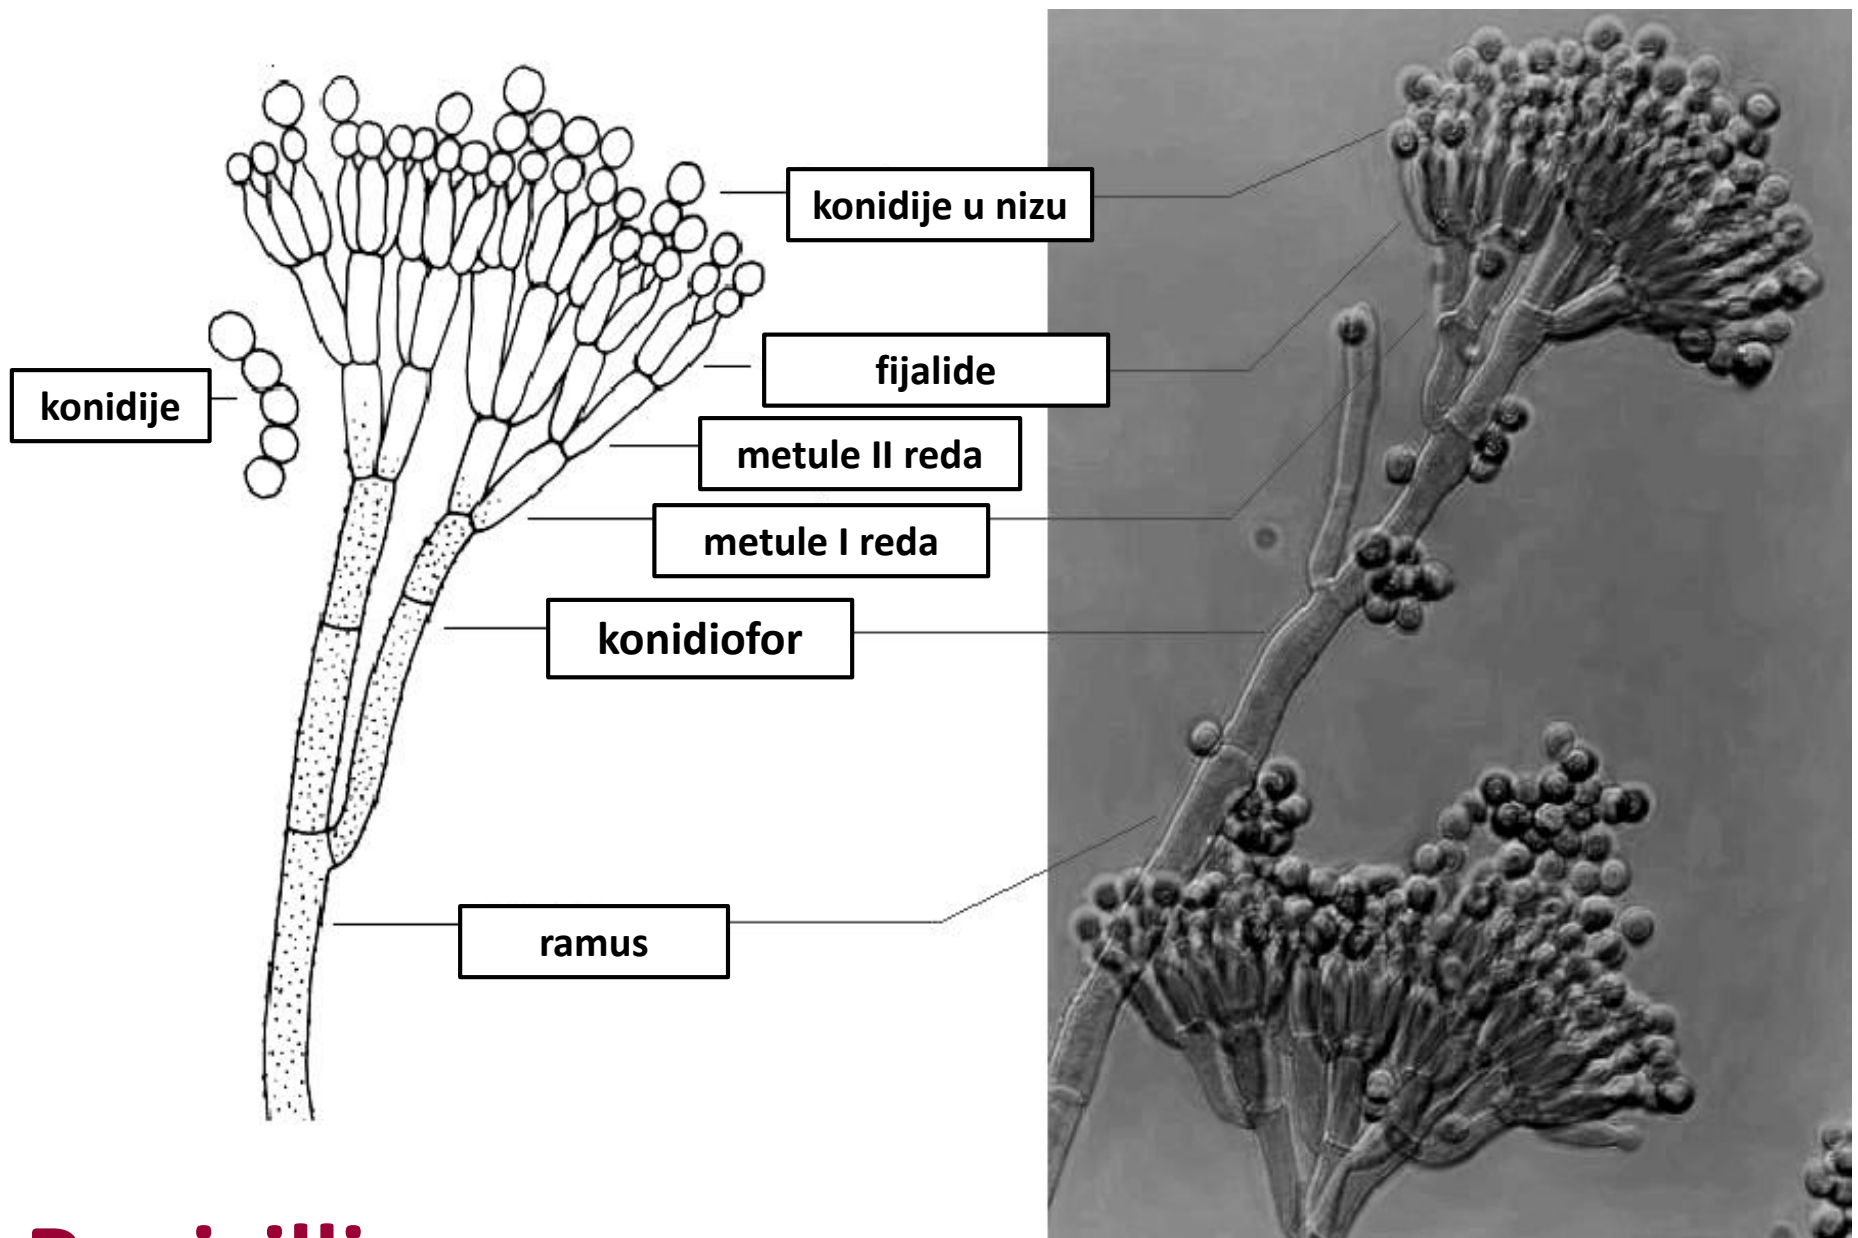 konidije u nizu
fijalide
konidije
metule II reda
metule I reda
konidiofor
ramus